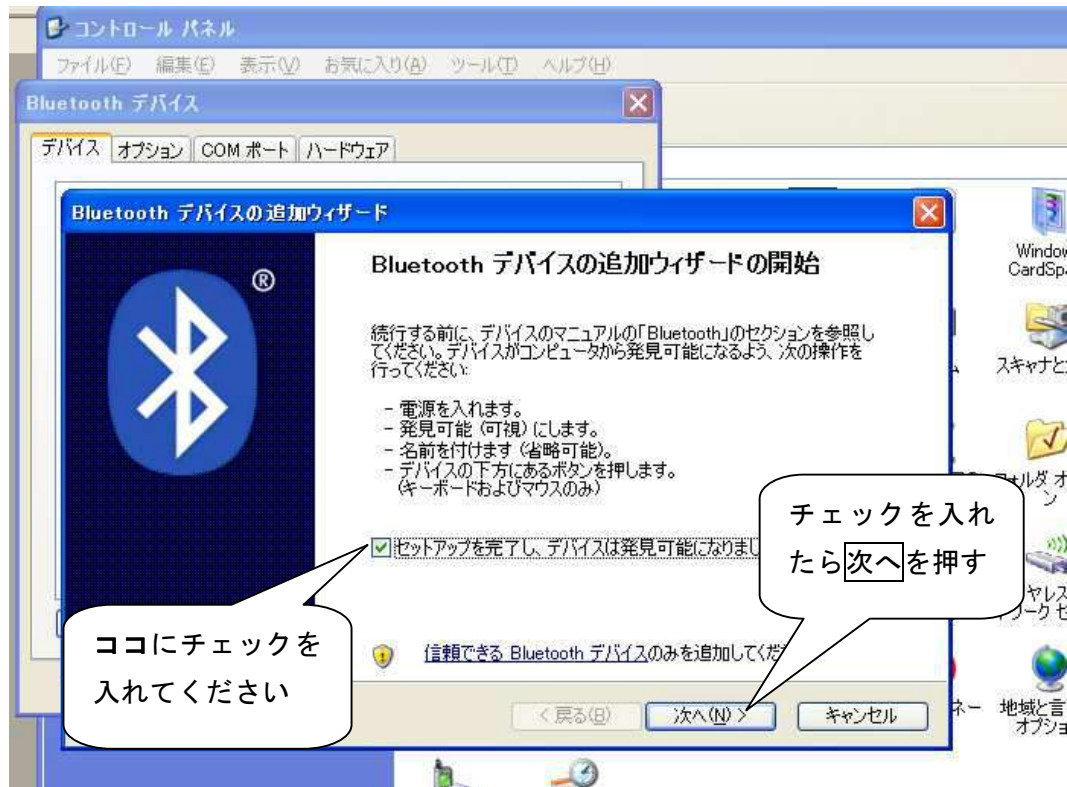 コントロール パネル
ファイル(F) 編集(E) 表示(V) お気に入り(A) ツール(T) ヘルプ(H)
Bluetooth デバイス
デバイス オプション COM ポート ハードウェア
Bluetooth デバイスの追加ウィザード
Bluetooth デバイスの追加ウィザードの開始
®
続行する前に、デバイスのマニュアルの「Bluetooth」のセクションを参照し
てください。デバイスがコンピュータから発見可能になるよう、次の操作を
行ってください:
- 電源を入れます。
- 発見可能 (可視) にします。
- 名前を付けます (省略可能)。
- デバイスの下方にあるボタンを押します。
(キーボードおよびマウスのみ)
セットアップを完了し、デバイスは発見可能になりまし
チェックを入れ
たら次へを押す
ココにチェックを
入れてください
信頼できる Bluetooth デバイスのみを追加してくだ
< 戻る(B) 次へ(N) > キャンセル
Window
CardSp
スキャナと
ォルダ オ
ン
ヤレス
ワーク セ
ネー
地域と言
オプショ